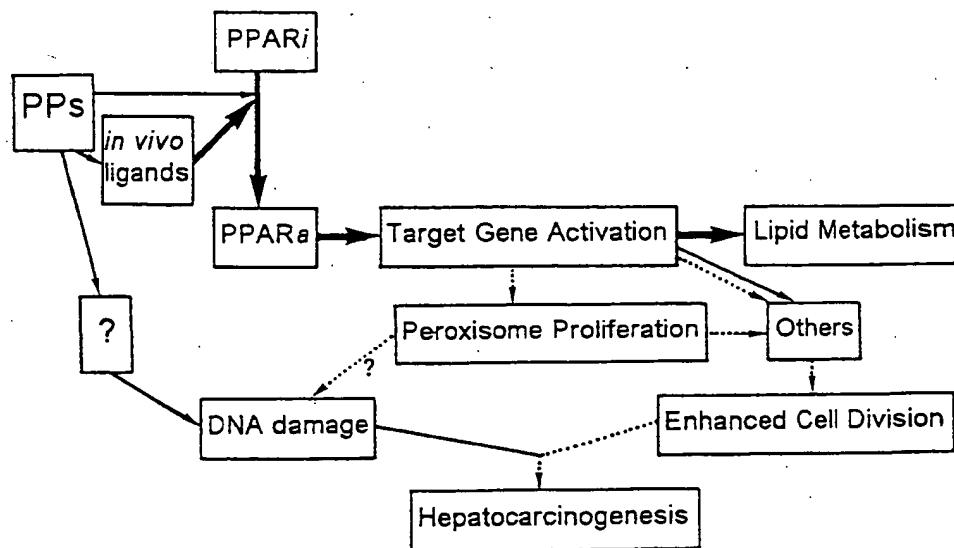 PPARi
PPs
in vivo
ligands
PPARa
Target Gene Activation
Lipid Metabolism
?
Peroxisome Proliferation
Others
?
DNA damage
Enhanced Cell Division
Hepatocarcinogenesis